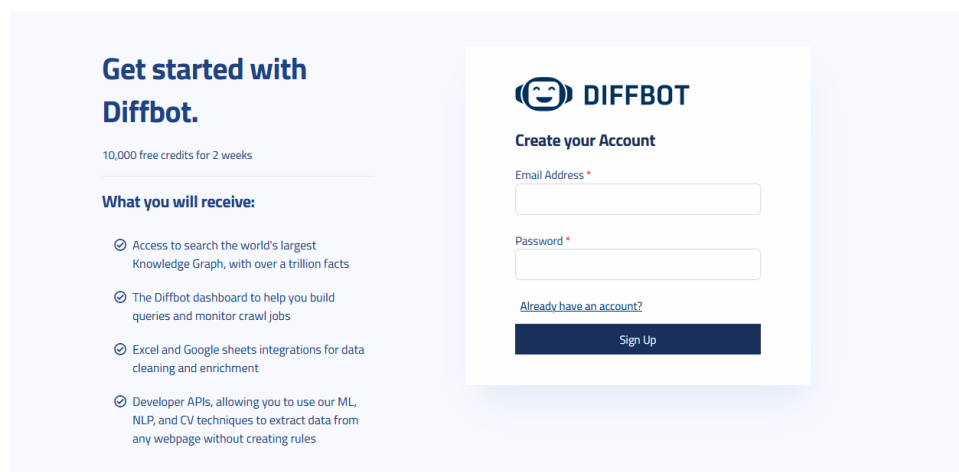 Get started with
Diffbot.
10,000 free credits for 2 weeks
What you will receive:
Access to search the world's largest
Knowledge Graph, with over a trillion facts
The Diffbot dashboard to help you build
queries and monitor crawl jobs
Excel and Google sheets integrations for data
cleaning and enrichment
Developer APIs, allowing you to use our ML,
NLP, and CV techniques to extract data from
any webpage without creating rules
DIFFBOT
Create your Account
Email Address *
Password *
Already have an account?
Sign Up